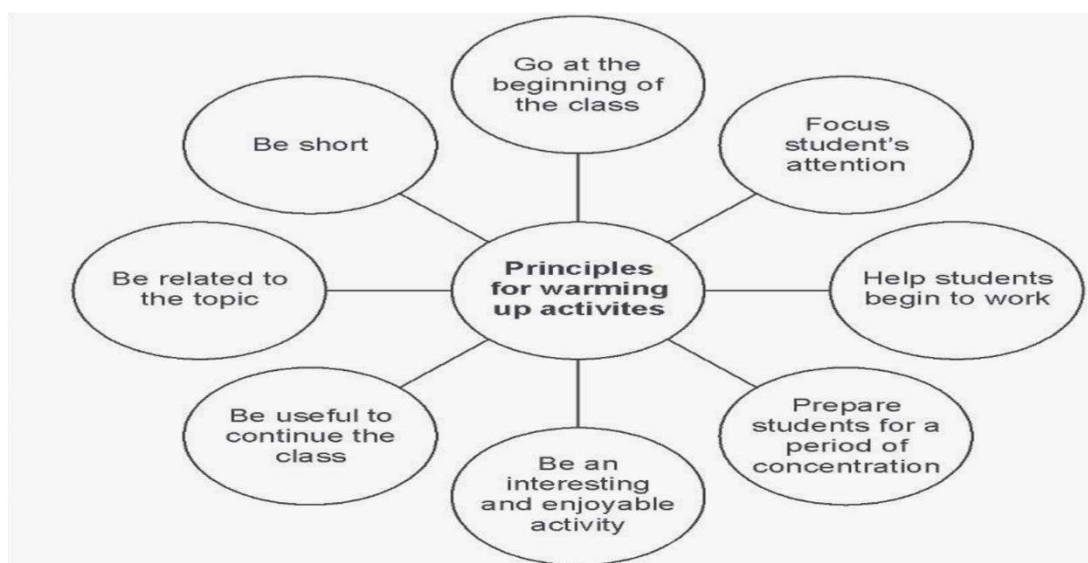 Go at the
beginning of
the class
Focus
student's
attention
Help students
begin to work
Prepare
students for a
period of
concentration
Be an
interesting
and enjoyable
activity
Be useful to
continue the
class
Be related to
the topic
Be short
Principles
for warming
up activites